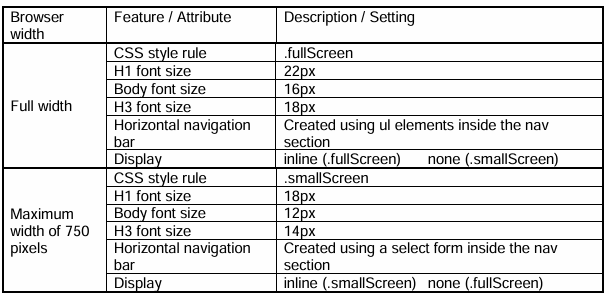 Browser width Feature / Attribute Description / Setting
Full width
CSS style rule .fullScreen
H1 font size 22px
Body font size 16px
H3 font size 18px
Horizontal navigation bar Created using ul elements inside the nav section
Display inline (.fullScreen) none (.smallScreen)
Maximum width of 750 pixels
CSS style rule .smallScreen
H1 font size 18px
Body font size 12px
H3 font size 14px
Horizontal navigation bar Created using a select form inside the nav section
Display inline (.smallScreen) none (.fullScreen)